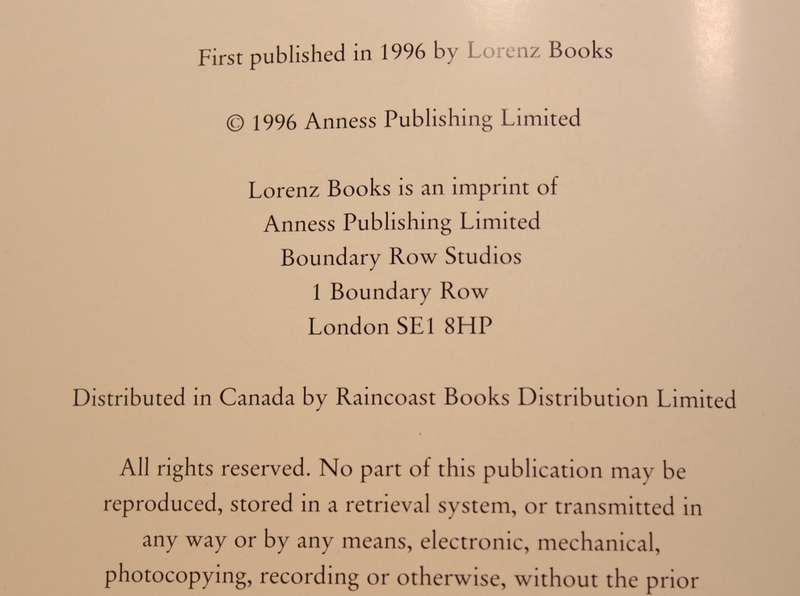 First published in 1996 by Lorenz Books
© 1996 Anness Publishing Limited
Lorenz Books is an imprint of
Anness Publishing Limited
Boundary Row Studios
1 Boundary Row
London SE1 8HP
Distributed in Canada by Raincoast Books Distribution Limited
All rights reserved. No part of this publication may be
reproduced, stored in a retrieval system, or transmitted in
any way or by any means, electronic, mechanical,
photocopying, recording or otherwise, without the prior